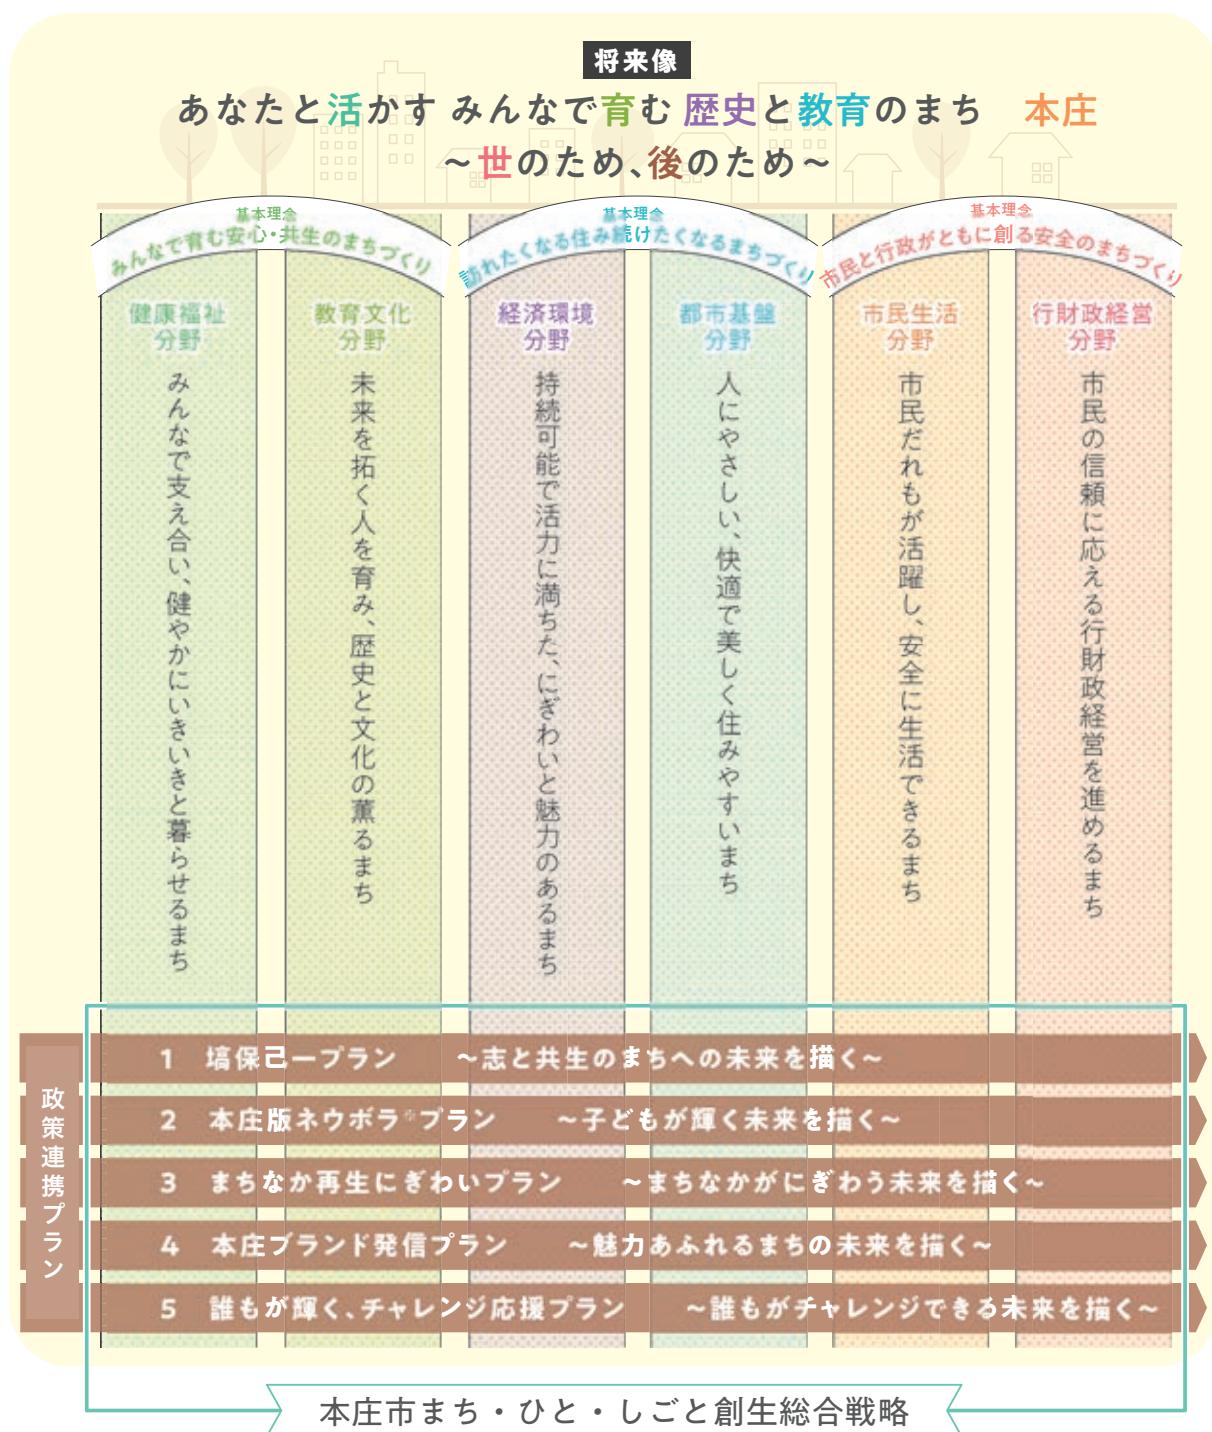 将来像
あなたと活かす みんなで育む 歴史と教育のまち　本庄
～世のため、後のため～
基本理念
みんなで育む安心・共生のまちづくり
基本理念
訪れたくなる住み続けたくなるまちづくり
基本理念
市民と行政がともに創る安全のまちづくり
健康福祉
分野
みんなで支え合い、健やかにいきいきと暮らせるまち
教育文化
分野
未来を拓く人を育み、歴史と文化の薫るまち
経済環境
分野
持続可能で活力に満ちた、にぎわいと魅力のあるまち
都市基盤
分野
人にやさしい、快適で美しく住みやすいまち
市民生活
分野
市民だれもが活躍し、安全に生活できるまち
行財政経営
分野
市民の信頼に応える行財政経営を進めるまち
政策連携プラン
1　塙保己一プラン　～志と共生のまちへの未来を描く～
2　本庄版ネウボラ※プラン　～子どもが輝く未来を描く～
3　まちなか再生にぎわいプラン　～まちなかがにぎわう未来を描く～
4　本庄ブランド発信プラン　～魅力あふれるまちの未来を描く～
5　誰もが輝く、チャレンジ応援プラン　～誰もがチャレンジできる未来を描く～
本庄市まち・ひと・しごと創生総合戦略